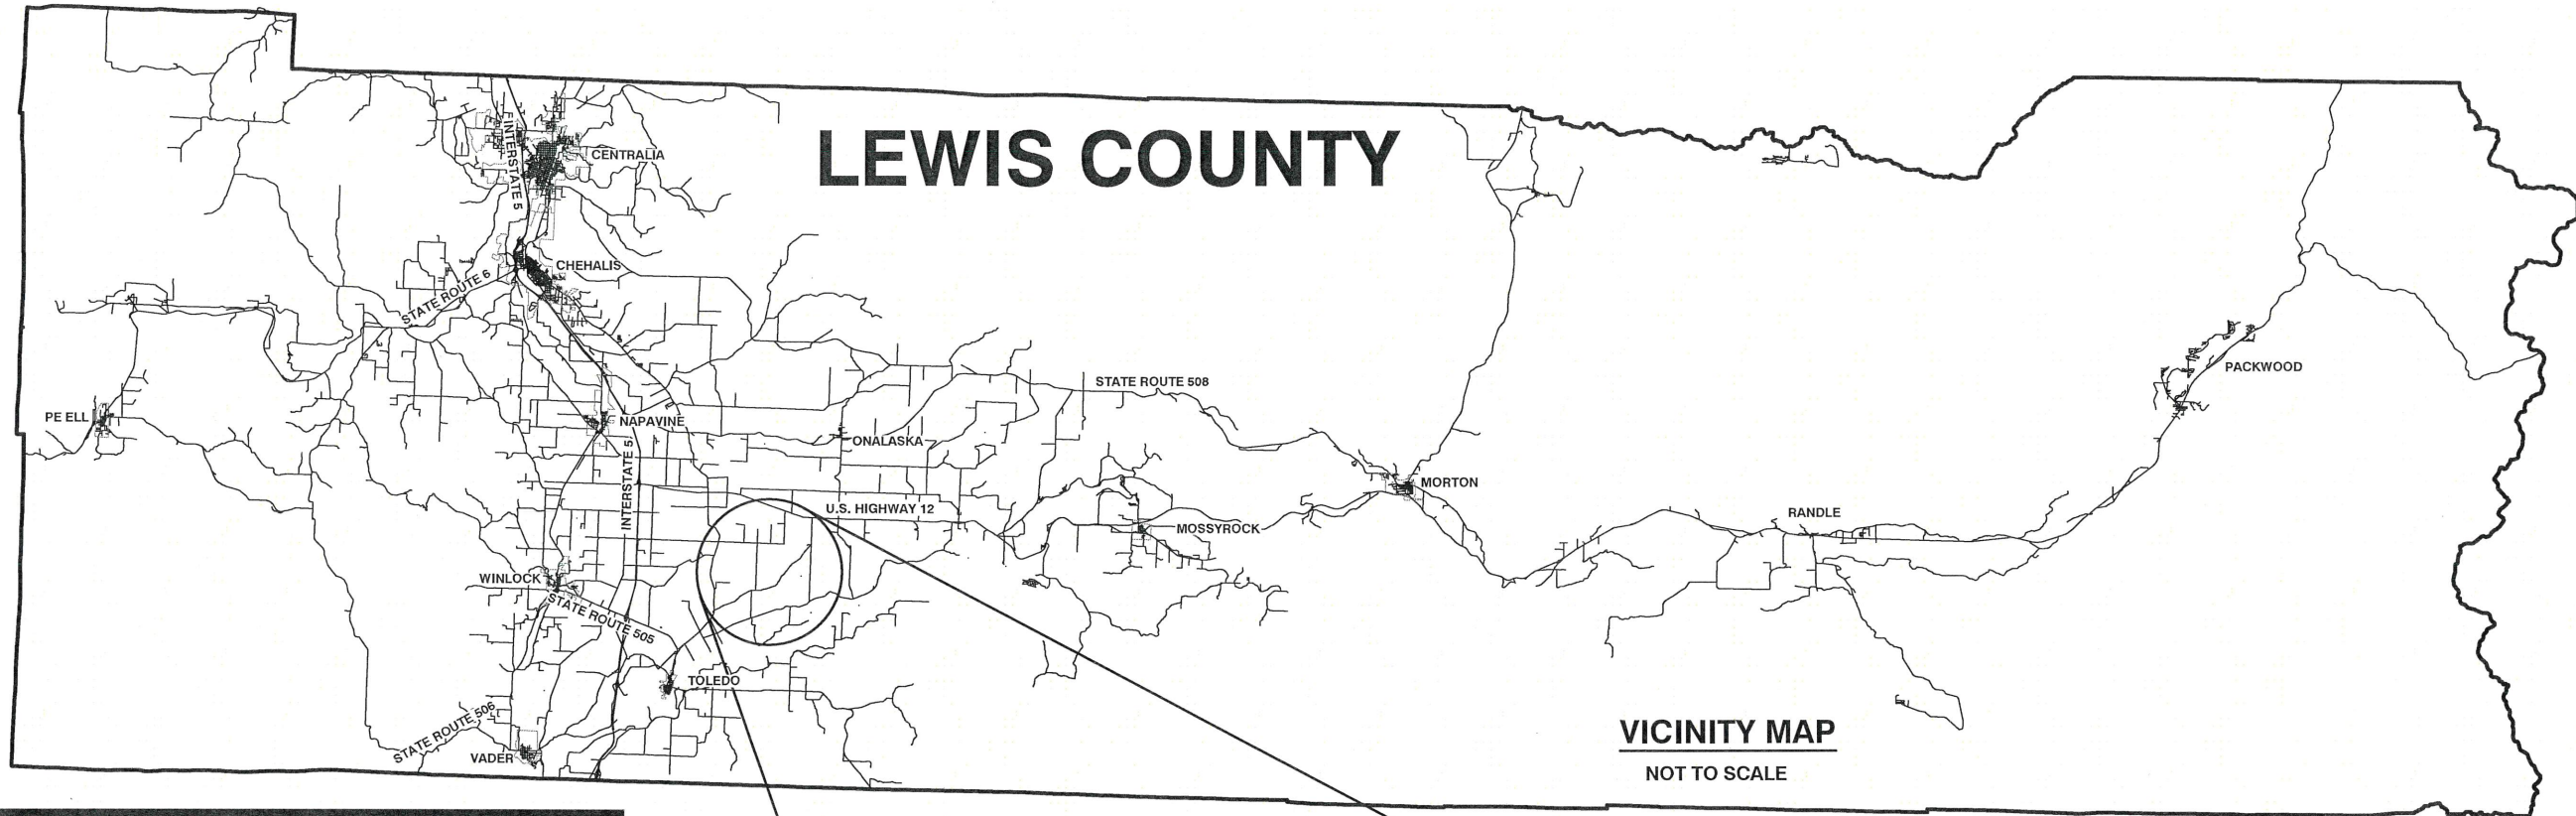 LEWIS COUNTY
INTERSTATE 5
CENTRALIA
CHEHALIS
STATE ROUTE 6
STATE ROUTE 508
PACKWOOD
PE ELL
NAPAVINE
ONALASKA
INTERSTATE 5
MORTON
U.S. HIGHWAY 12
RANDLE
MOSSYROCK
WINLOCK
STATE ROUTE 505
TOLEDO
STATE ROUTE 506
VADER
VICINITY MAP
NOT TO SCALE